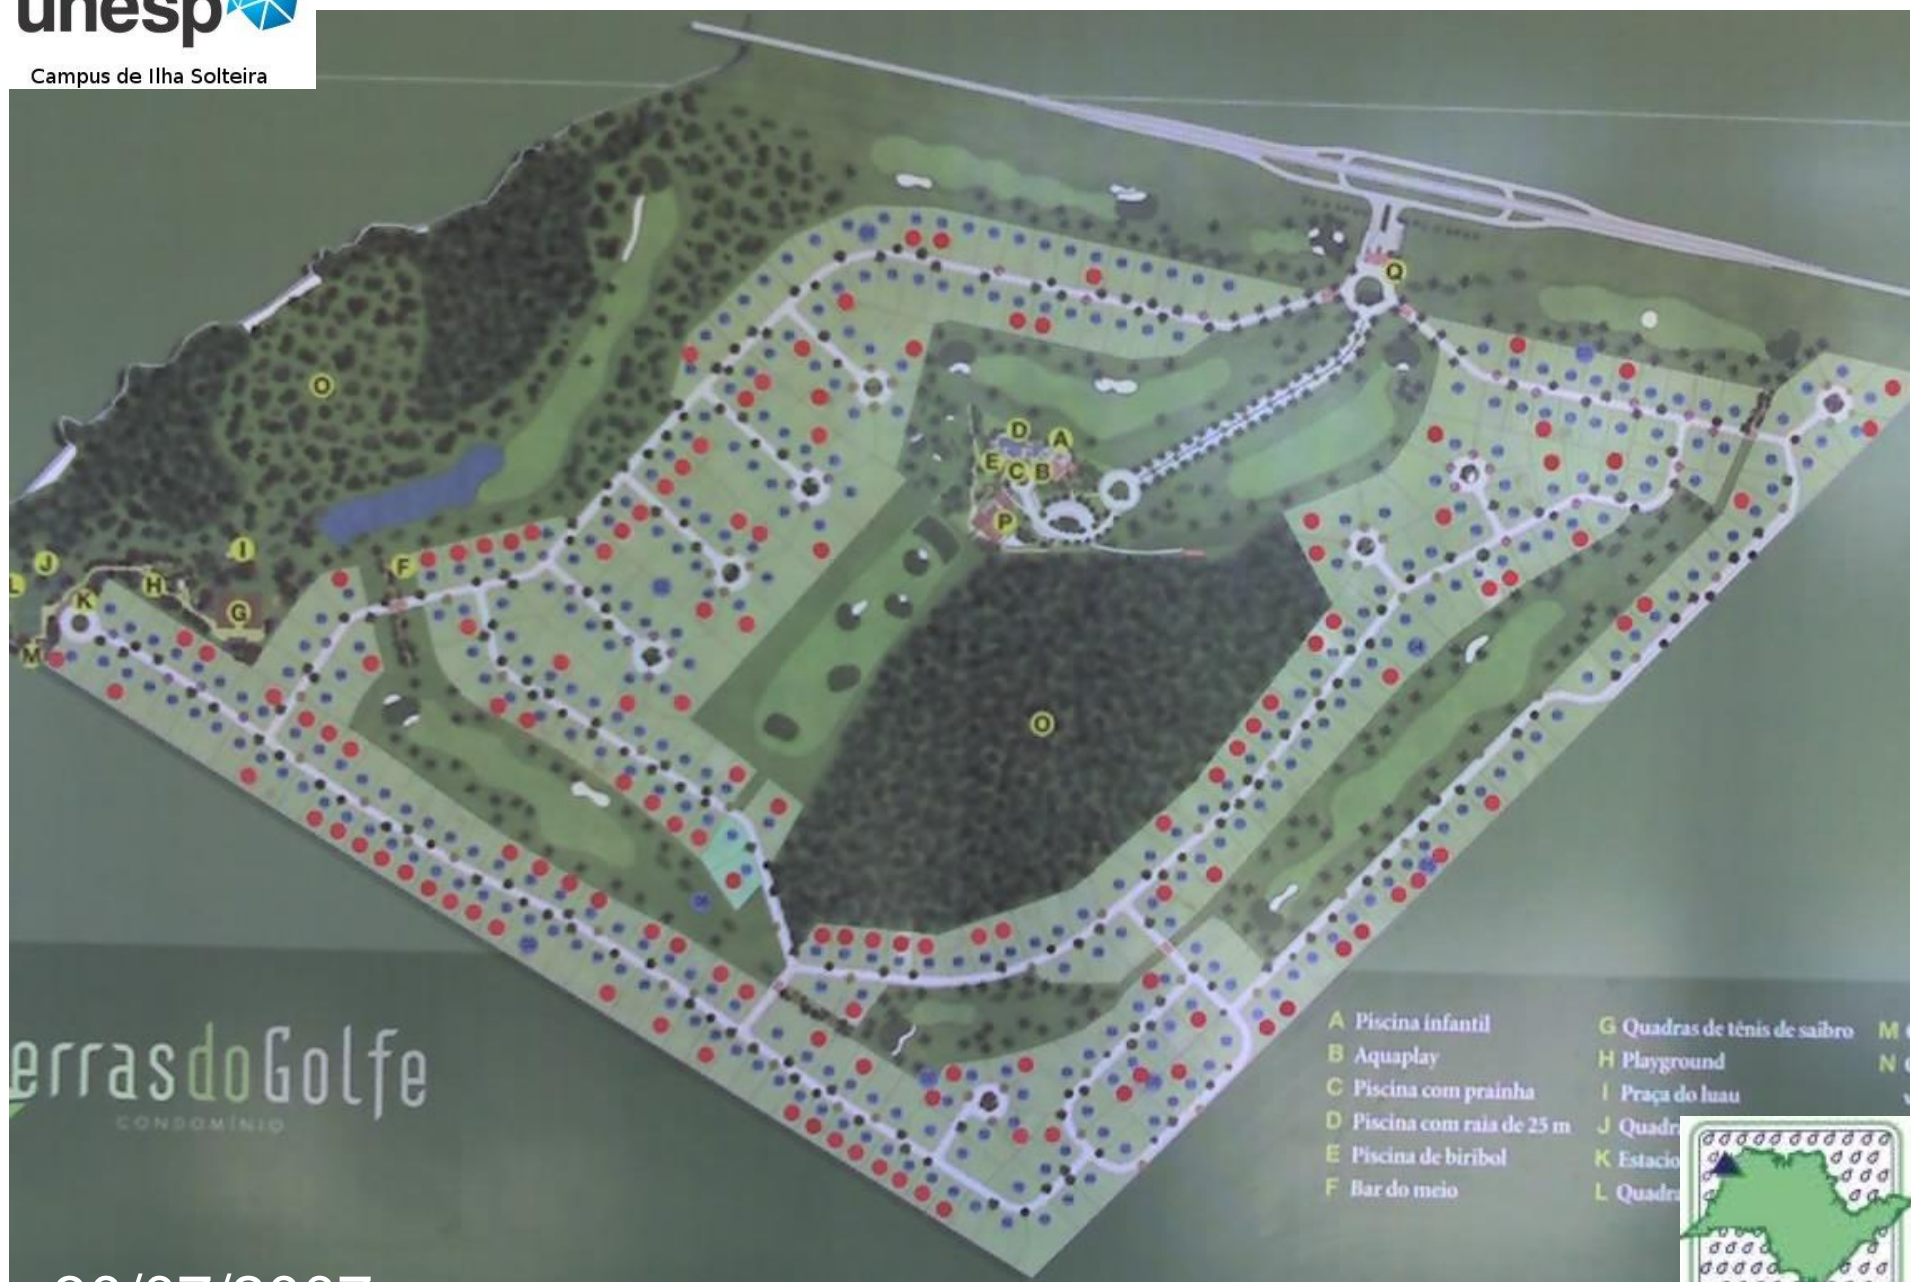 unesp
Campus de Ilha Solteira
Q
O
D
A
E
C
B
P
J
I
F
L
K
H
G
M
O
errasdoGolfe
CONDOMÍNIO
A Piscina infantil
B Aquaplay
C Piscina com prainha
D Piscina com raia de 25 m
E Piscina de biribol
F Bar do meio
G Quadras de tênis de saibro
H Playground
I Praça do luau
J Quadr
K Estacio
L Quadra
M
N